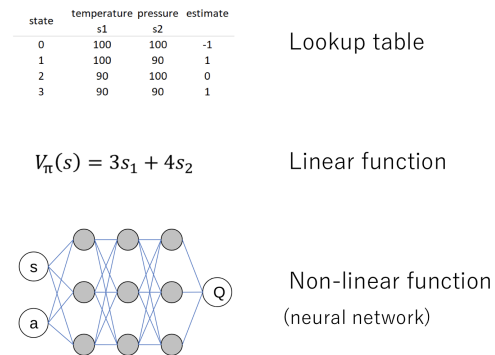 state temperature pressure estimate
s1 s2
0 100 100 -1
1 100 90 1
2 90 100 0
3 90 90 1
Lookup table
Vπ(s) = 3s₁ + 4s₂
Linear function
s
a
Q
Non-linear function
(neural network)